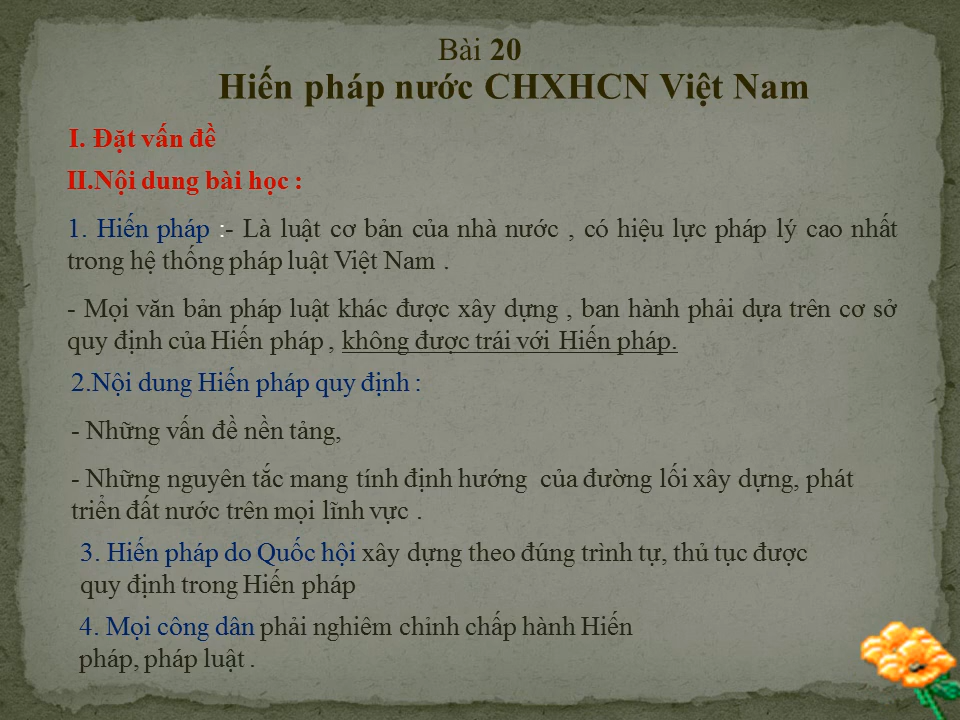 Bài 20
Hiến pháp nước CHXHCN Việt Nam
I. Đặt vấn đề
II.Nội dung bài học :
1. Hiến pháp :- Là luật cơ bản của nhà nước , có hiệu lực pháp lý cao nhất
trong hệ thống pháp luật Việt Nam .
- Mọi văn bản pháp luật khác được xây dựng , ban hành phải dựa trên cơ sở
quy định của Hiến pháp , không được trái với Hiến pháp.
2.Nội dung Hiến pháp quy định :
- Những vấn đề nền tảng,
- Những nguyên tắc mang tính định hướng của đường lối xây dựng, phát
triển đất nước trên mọi lĩnh vực .
3. Hiến pháp do Quốc hội xây dựng theo đúng trình tự, thủ tục được
quy định trong Hiến pháp
4. Mọi công dân phải nghiêm chỉnh chấp hành Hiến
pháp, pháp luật .